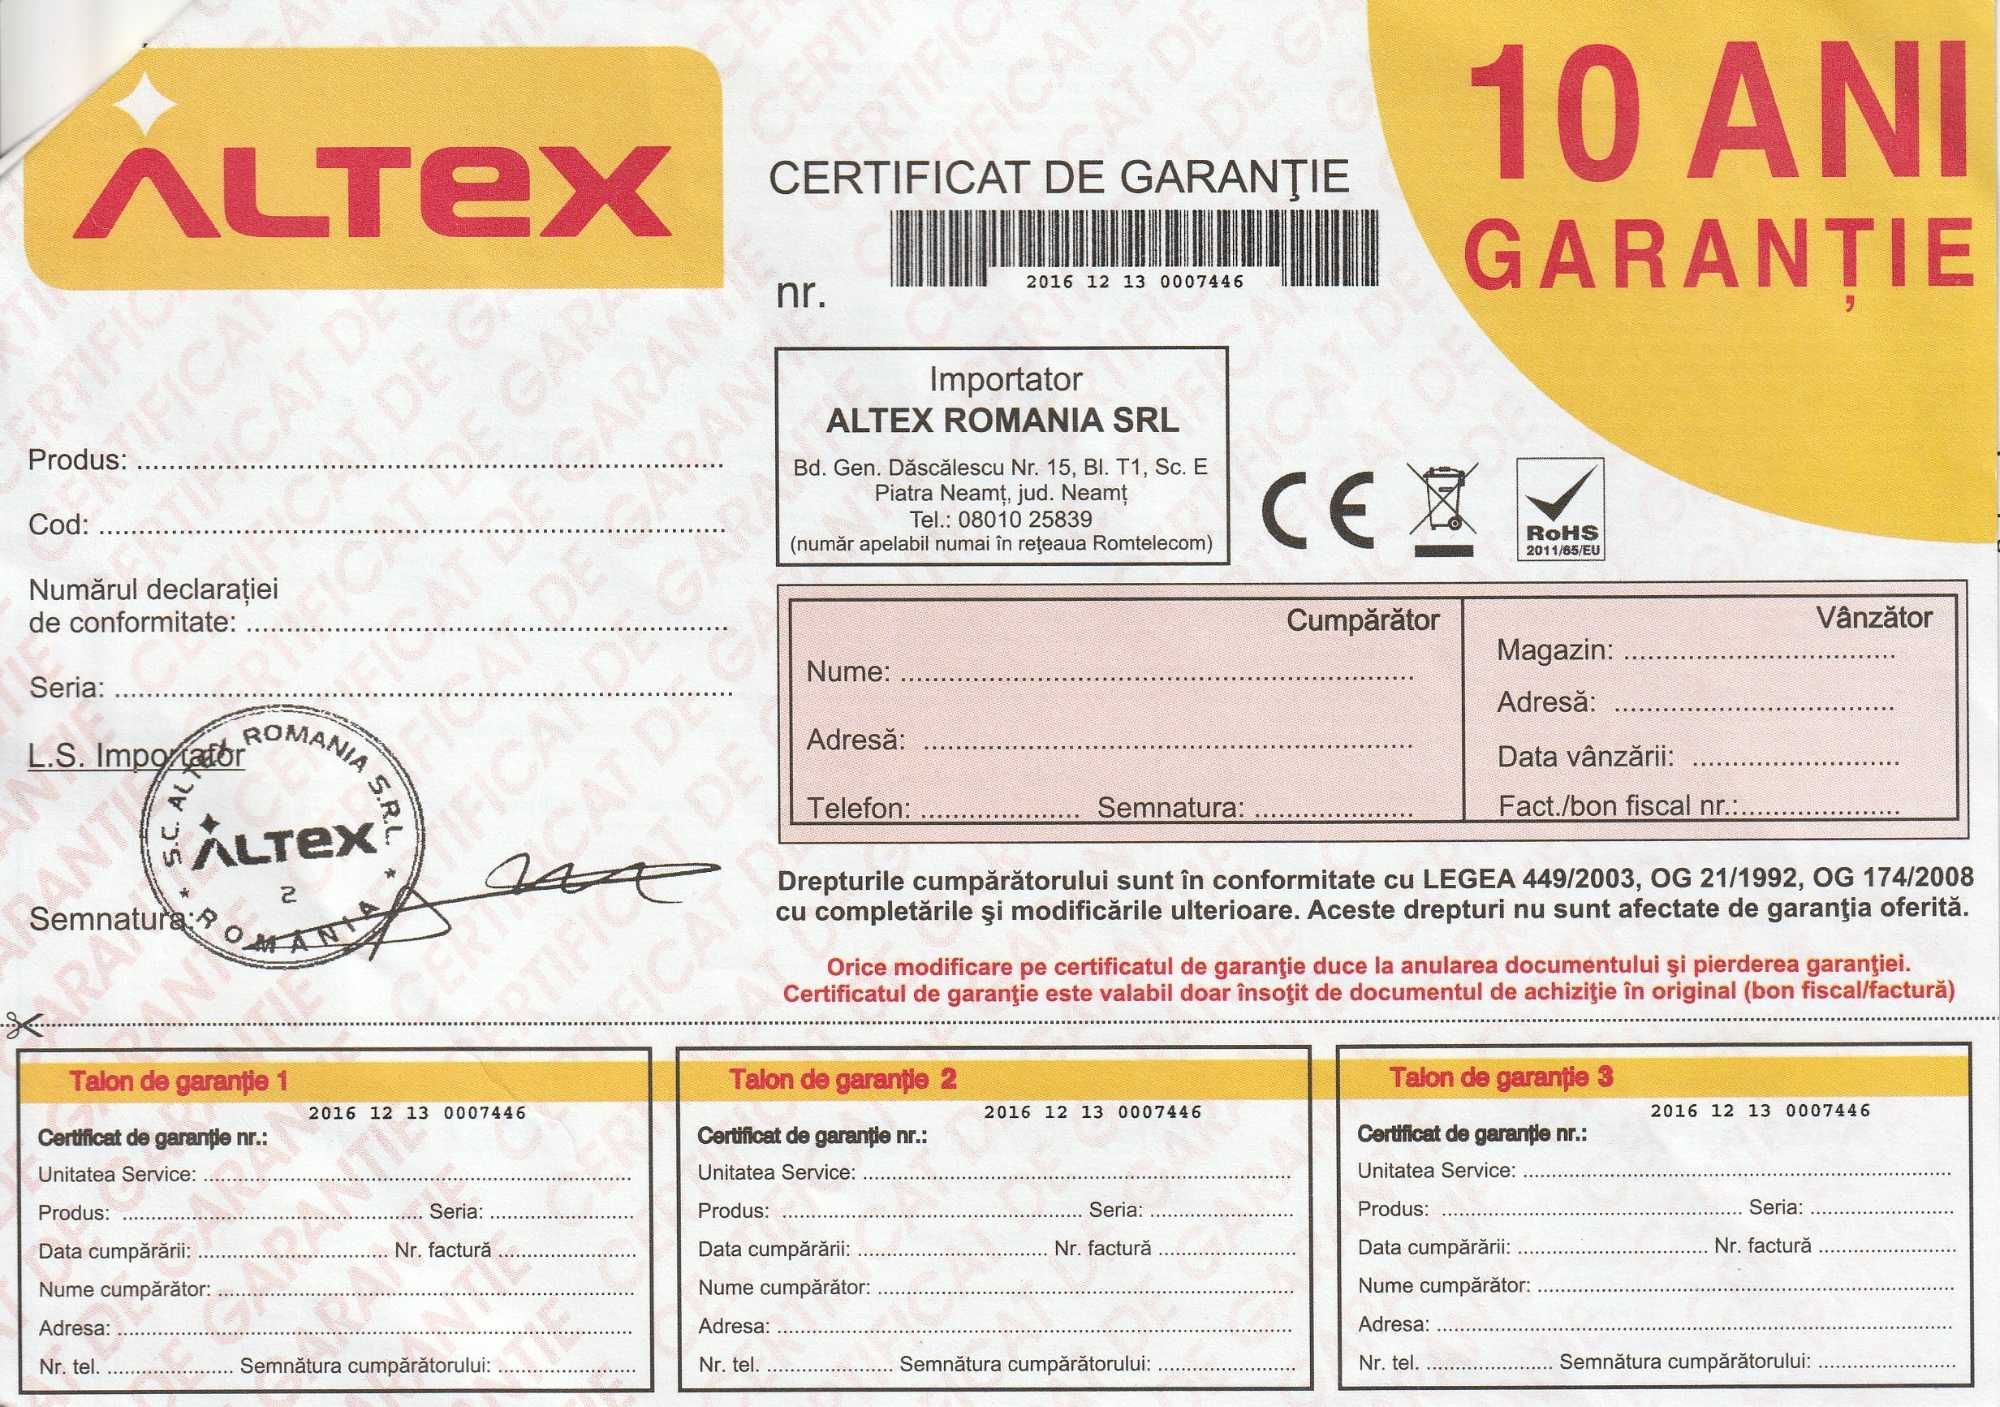 ALTEX
CERTIFICAT DE GARANŢIE
nr.
2016 12 13 0007446
10 ANI
GARANȚIE
Importator
ALTEX ROMANIA SRL
Bd. Gen. Dăscălescu Nr. 15, Bl. T1, Sc. E
Piatra Neamț, jud. Neamț
Tel.: 08010 25839
(număr apelabil numai în reţeaua Romtelecom)
CE
RoHS
2011/65/EU
Produs:
Cod:
Numărul declarației
de conformitate:
Seria:
L.S. Importator
S.C. ALTEX ROMANIA S.R.L.
ALTEX
2
* ROMÂNIA *
Semnatura:
Cumpărător
Nume:
Adresă:
Telefon: Semnatura:
Vânzător
Magazin:
Adresă:
Data vânzării:
Fact./bon fiscal nr.:
Drepturile cumpărătorului sunt în conformitate cu LEGEA 449/2003, OG 21/1992, OG 174/2008
cu completările şi modificările ulterioare. Aceste drepturi nu sunt afectate de garanţia oferită.
Orice modificare pe certificatul de garanţie duce la anularea documentului şi pierderea garanţiei.
Certificatul de garanţie este valabil doar însoţit de documentul de achiziţie în original (bon fiscal/factură)
Talon de garanţie 1
2016 12 13 0007446
Certificat de garanţie nr.:
Unitatea Service:
Produs: Seria:
Data cumpărării: Nr. factură
Nume cumpărător:
Adresa:
Nr. tel. Semnătura cumpărătorului:
Talon de garanţie 2
2016 12 13 0007446
Certificat de garanţie nr.:
Unitatea Service:
Produs: Seria:
Data cumpărării: Nr. factură
Nume cumpărător:
Adresa:
Nr. tel. Semnătura cumpărătorului:
Talon de garanţie 3
2016 12 13 0007446
Certificat de garanţie nr.:
Unitatea Service:
Produs: Seria:
Data cumpărării: Nr. factură
Nume cumpărător:
Adresa:
Nr. tel. Semnătura cumpărătorului: